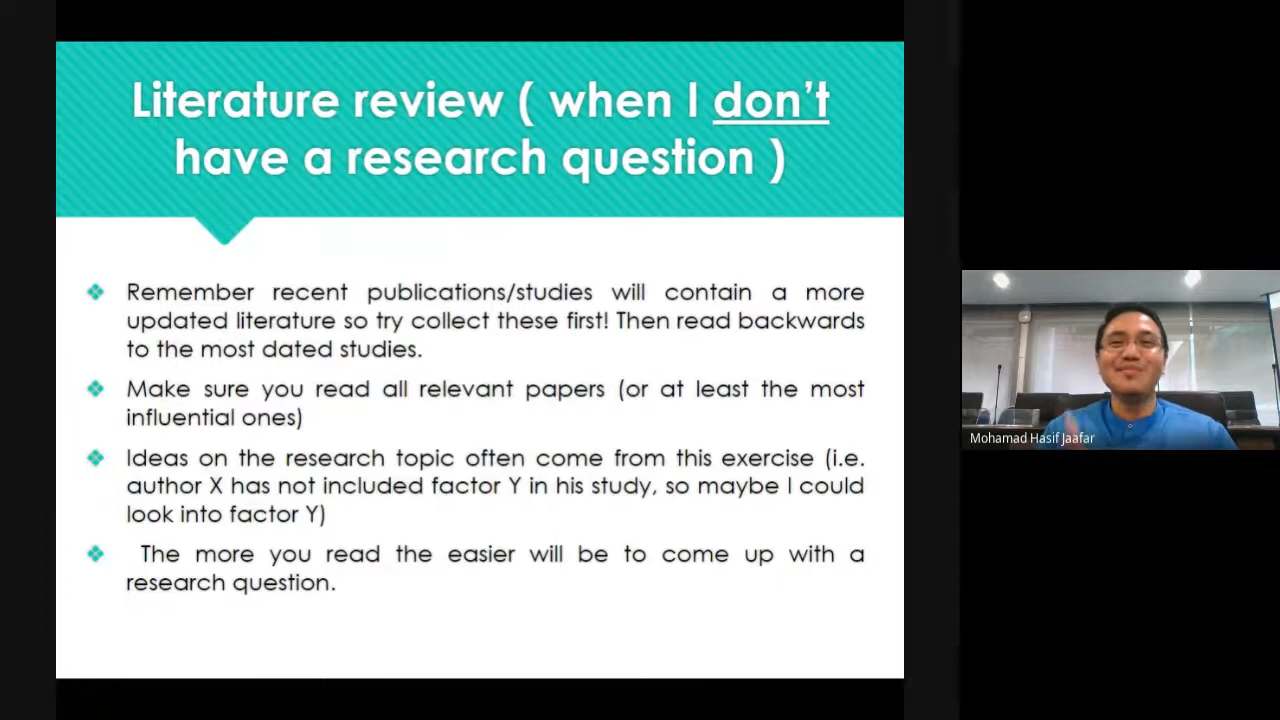 Literature review ( when I don't
have a research question )
Remember recent publications/studies will contain a more
updated literature so try collect these first! Then read backwards
to the most dated studies.
Make sure you read all relevant papers (or at least the most
influential ones)
Ideas on the research topic often come from this exercise (i.e.
author X has not included factor Y in his study, so maybe I could
look into factor Y)
The more you read the easier will be to come up with a
research question.
Mohamad Hasif Jaafar